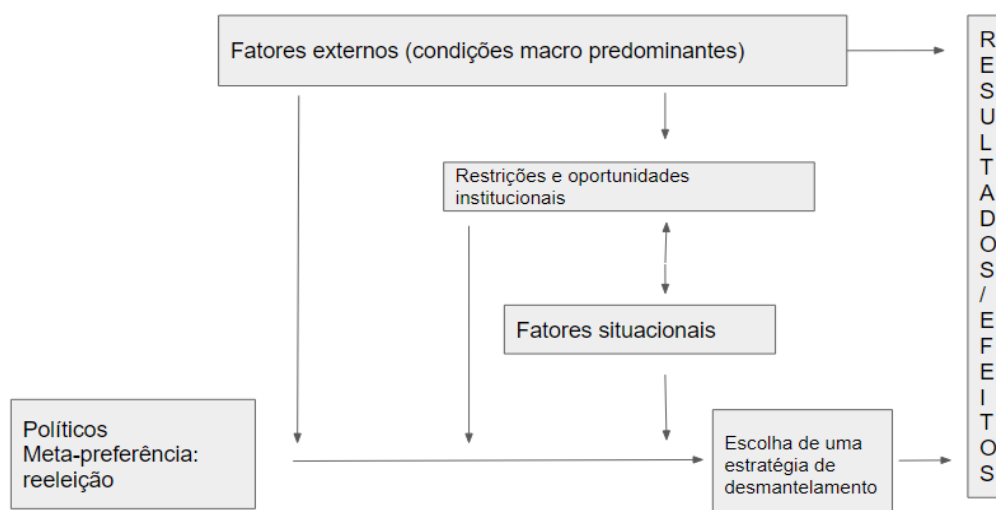 Fatores externos (condições macro predominantes)
Restrições e oportunidades
institucionais
Fatores situacionais
Políticos
Meta-preferência:
reeleição
Escolha de uma
estratégia de
desmantelamento
R
E
S
U
L
T
A
D
O
S
/
E
F
E
I
T
O
S